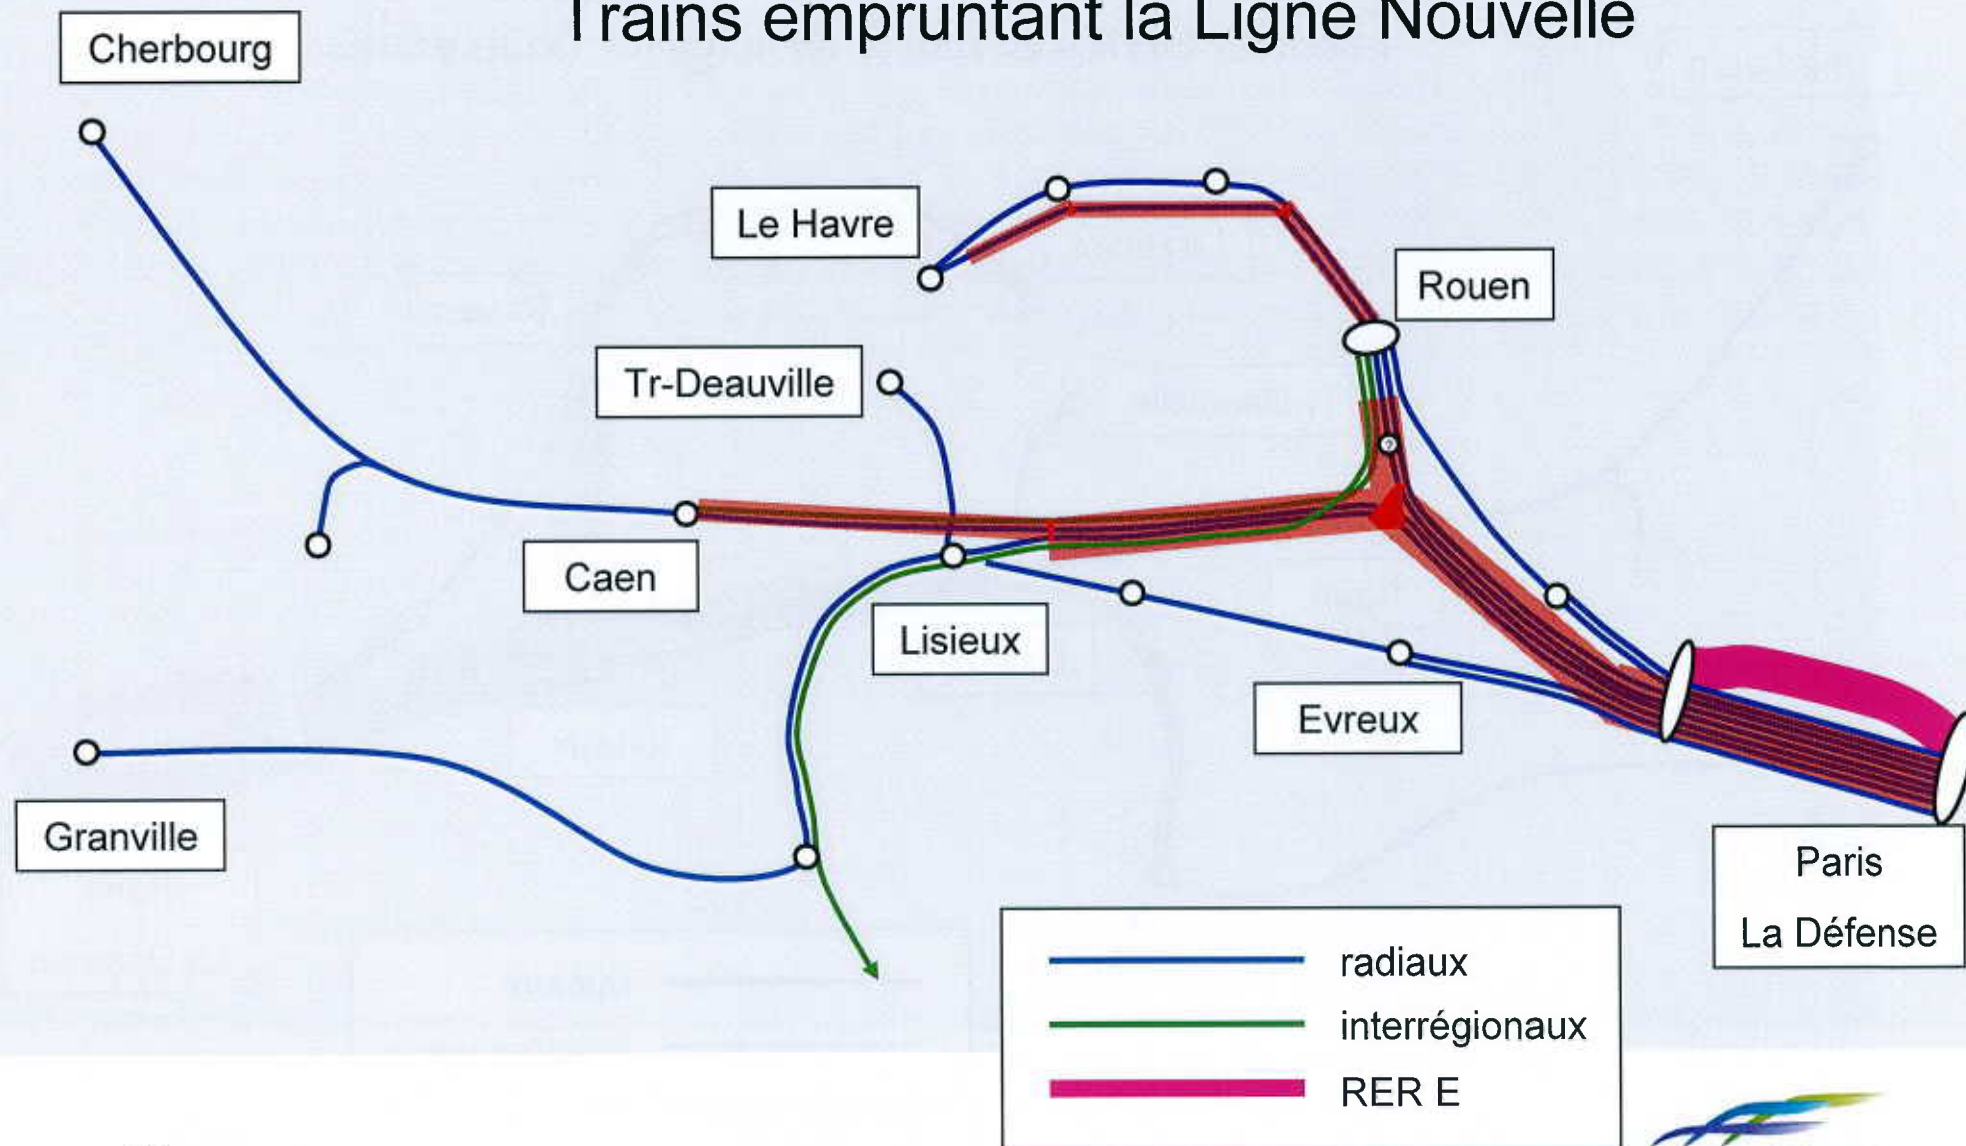 Trains empruntant la Ligne Nouvelle
Cherbourg
Le Havre
Rouen
Tr-Deauville
?
Caen
Lisieux
Evreux
Granville
Paris
La Défense
radiaux
interrégionaux
RER E